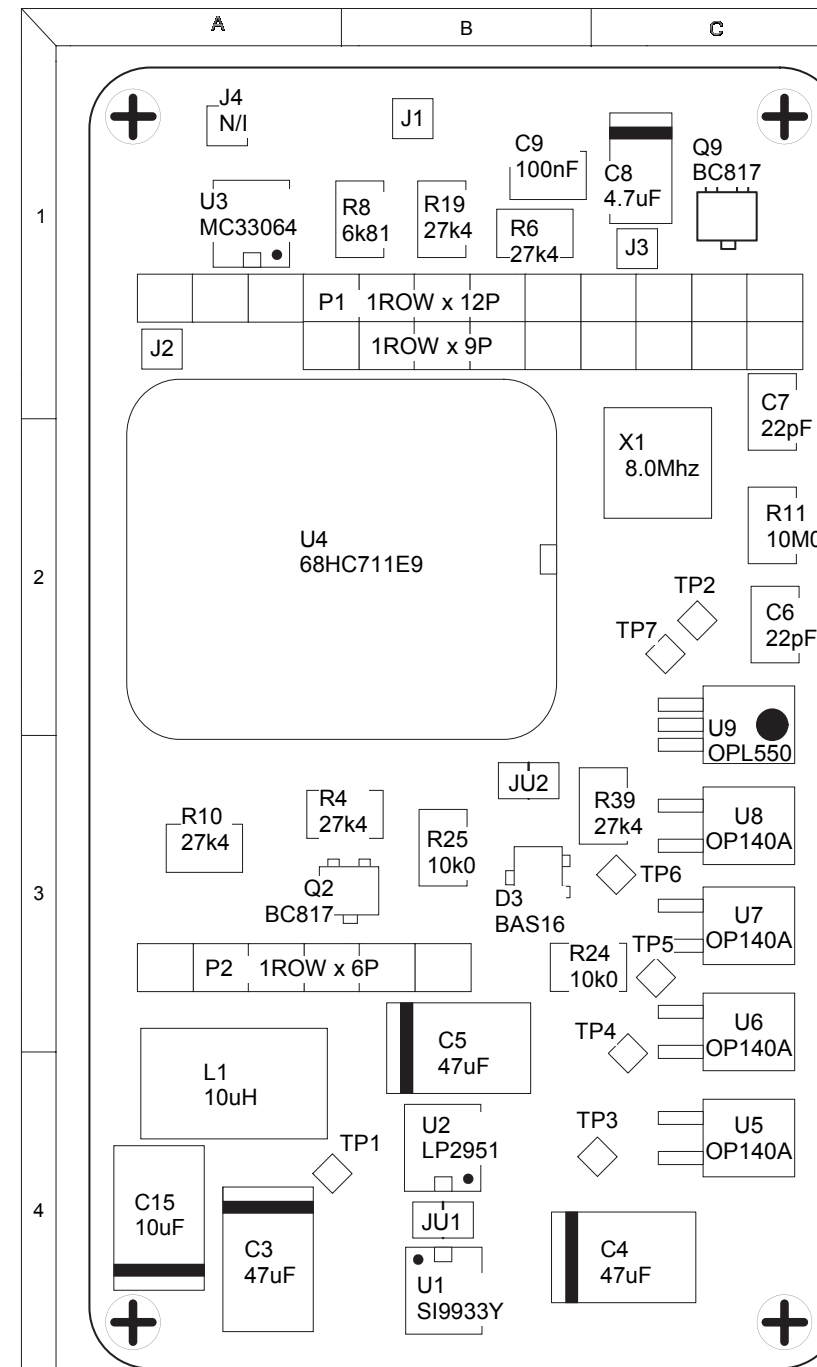 A B C
J4
N/I
J1
C9
100nF
C8
4.7uF
Q9
BC817
1
U3
MC33064
R8
6k81
R19
27k4
R6
27k4
J3
P1 1ROW x 12P
J2
1ROW x 9P
C7
22pF
X1
8.0Mhz
R11
10M0
U4
68HC711E9
2
TP2
TP7
C6
22pF
U9
OPL550
JU2
R10
27k4
R4
27k4
R25
10k0
R39
27k4
U8
OP140A
3
Q2
BC817
D3
BAS16
TP6
U7
OP140A
TP5
P2 1ROW x 6P
R24
10k0
U6
OP140A
TP4
C5
47uF
L1
10uH
U2
LP2951
TP1
TP3
U5
OP140A
4
C15
10uF
JU1
C3
47uF
C4
47uF
U1
SI9933Y